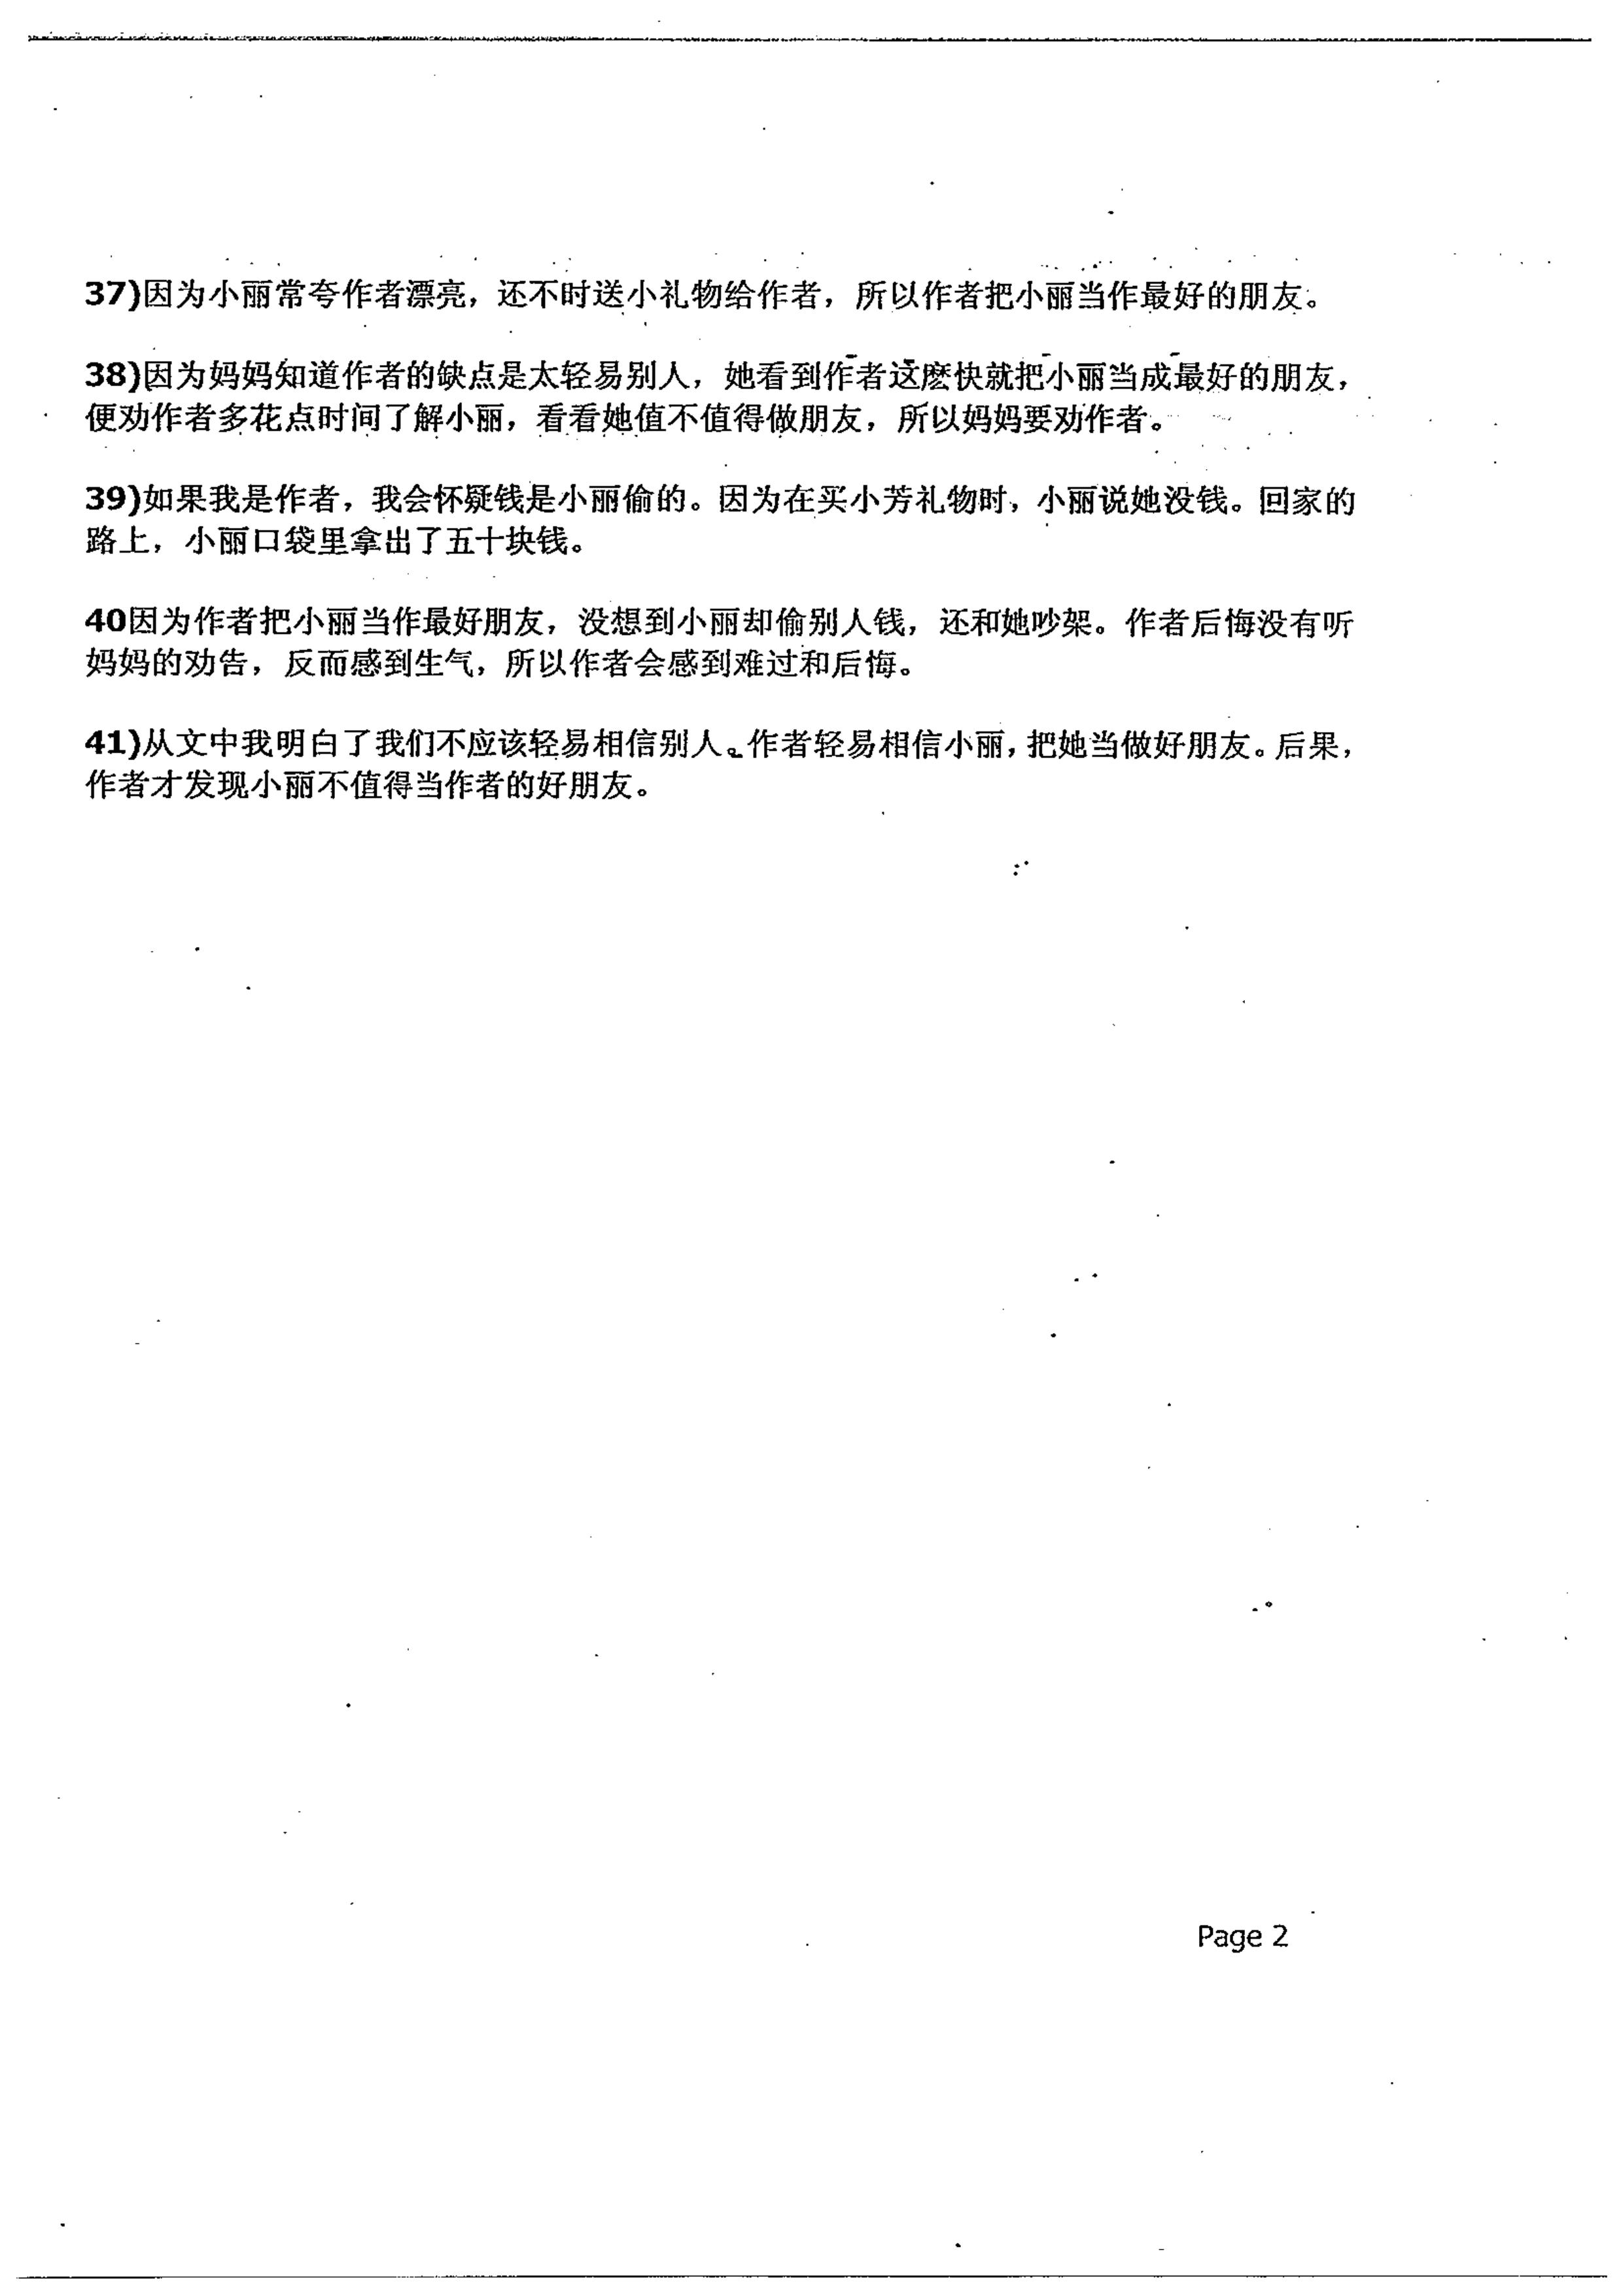 37)因为小丽常夸作者漂亮，还不时送小礼物给作者，所以作者把小丽当作最好的朋友。
38)因为妈妈知道作者的缺点是太轻易别人，她看到作者这麽快就把小丽当成最好的朋友，
便劝作者多花点时间了解小丽，看看她值不值得做朋友，所以妈妈要劝作者。
39)如果我是作者，我会怀疑钱是小丽偷的。因为在买小芳礼物时，小丽说她没钱。回家的
路上，小丽口袋里拿出了五十块钱。
40因为作者把小丽当作最好朋友，没想到小丽却偷别人钱，还和她吵架。作者后悔没有听
妈妈的劝告，反而感到生气，所以作者会感到难过和后悔。
41)从文中我明白了我们不应该轻易相信别人。作者轻易相信小丽，把她当做好朋友。后果，
作者才发现小丽不值得当作者的好朋友。
Page 2